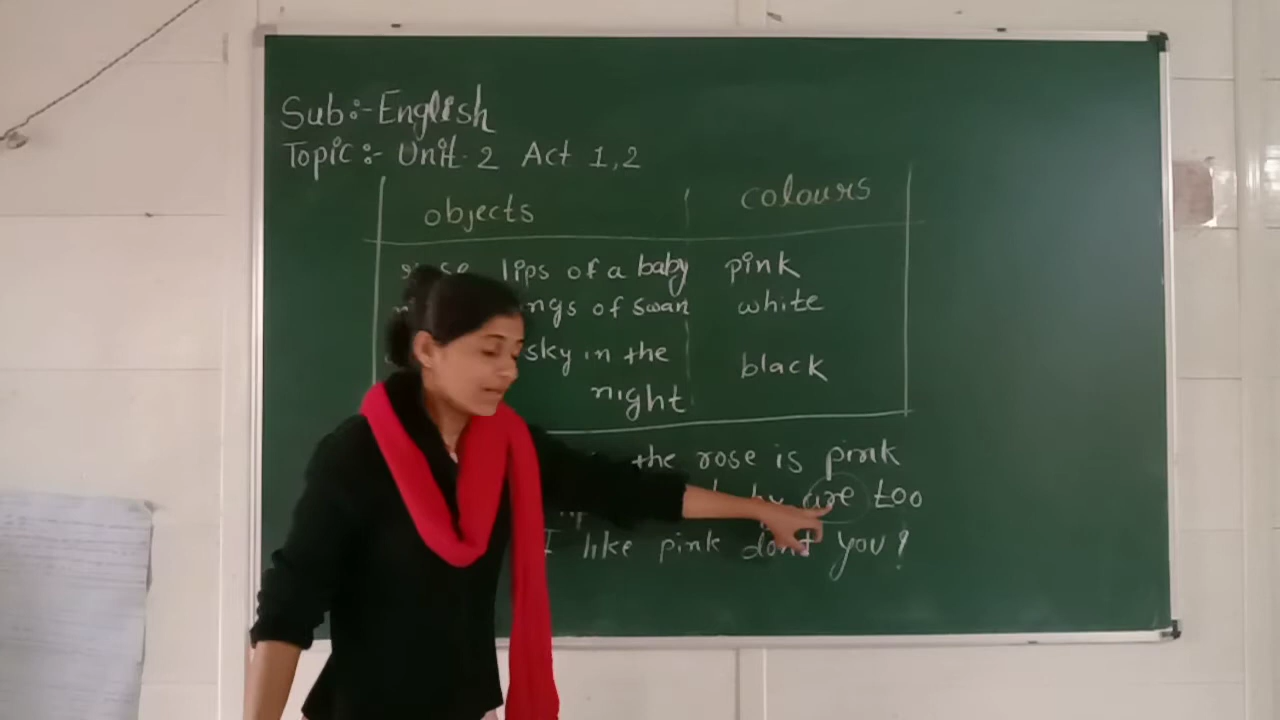 Sub:- English
Topic:- Unit-2 Act 1,2
objects colours
lips of a baby pink
of swan white
sky in the black
night
the rose is pink
are too
I like pink don't you?